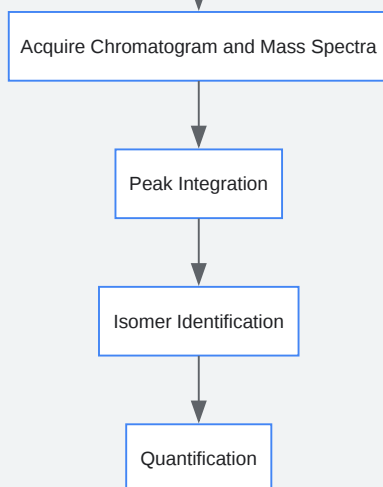 Acquire Chromatogram and Mass Spectra
Peak Integration
Isomer Identification
Quantification